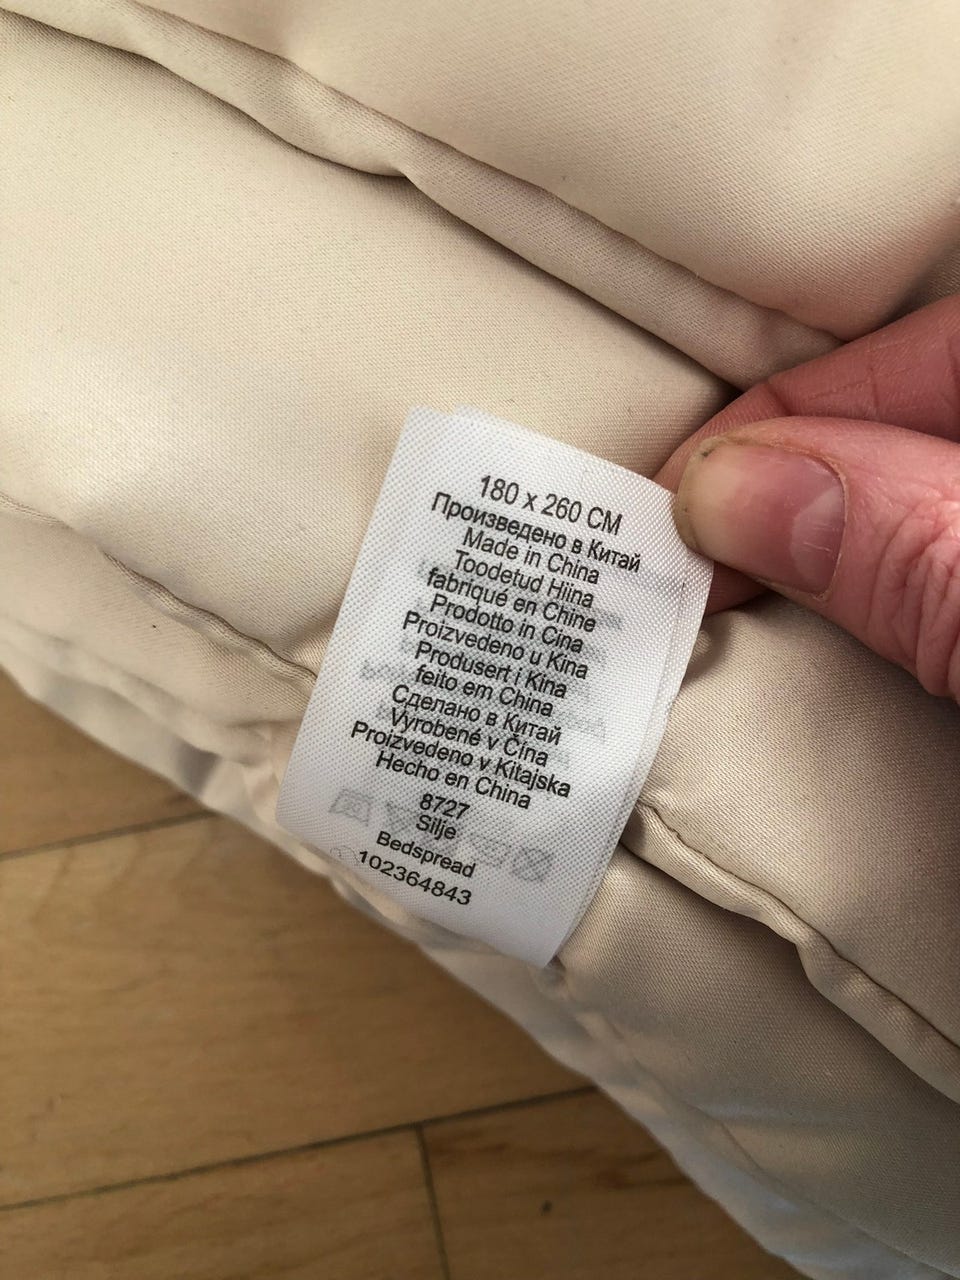 180 x 260 CM
Произведено в Китай
Made in China
Toodetud Hiina
fabriqué en Chine
Prodotto in Cina
Proizvedeno u Kina
Produsert i Kina
feito em China
Сделано в Китай
Vyrobené v Čína
Proizvedeno v Kitajska
Hecho en China
8727
Silje
Bedspread
102364843